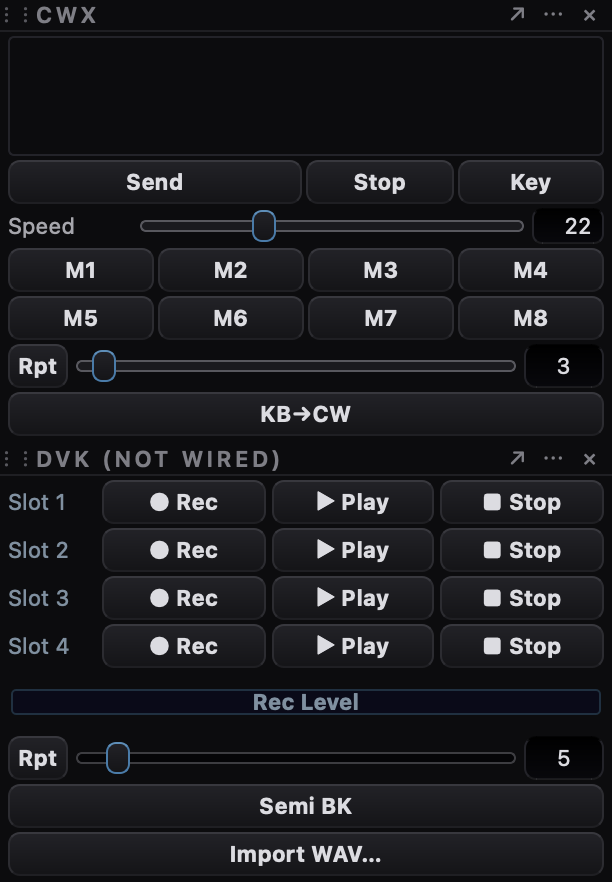 CWX
Send Stop Key
Speed 22
M1 M2 M3 M4
M5 M6 M7 M8
Rpt 3
KB→CW
DVK (NOT WIRED)
Slot 1 Rec Play Stop
Slot 2 Rec Play Stop
Slot 3 Rec Play Stop
Slot 4 Rec Play Stop
Rec Level
Rpt 5
Semi BK
Import WAV...